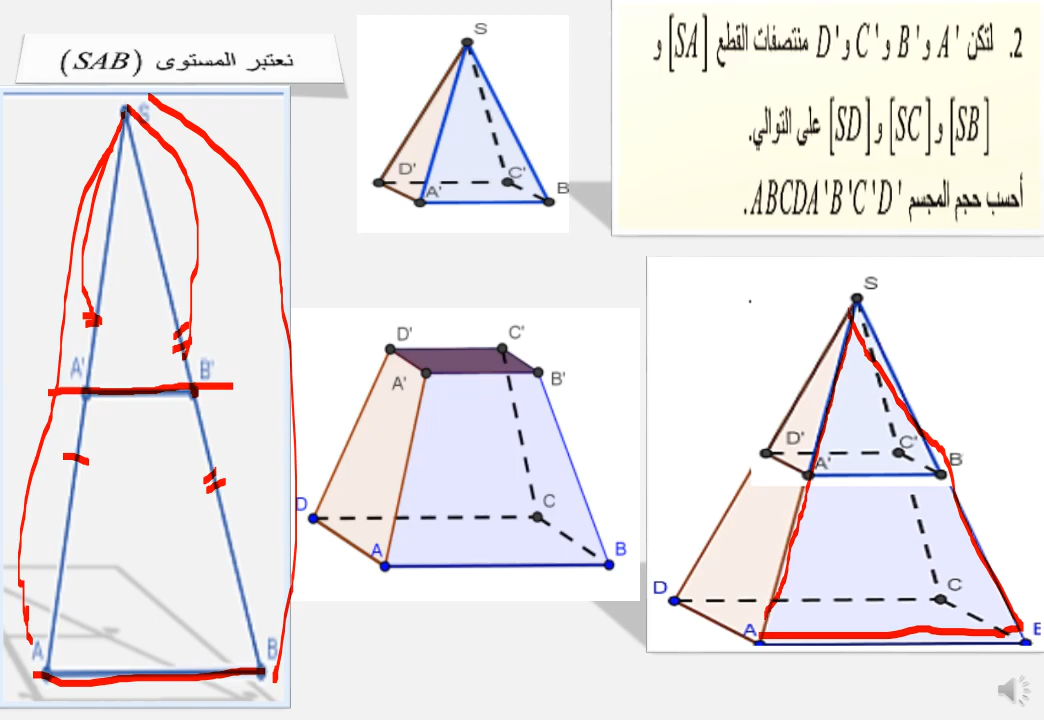 2. لتكن A' و B' و C' و D' منتصفات القطع [SA] و
[SB] و [SC] و [SD] على التوالي.
أحسب حجم المجسم ABCDA'B'C'D'.
نعتبر المستوى (SAB)
S
A'
B'
A
B
S
D'
C'
A'
B
D'
C'
A'
B'
D
C
A
B
S
D'
C'
A'
B
D
C
A
B